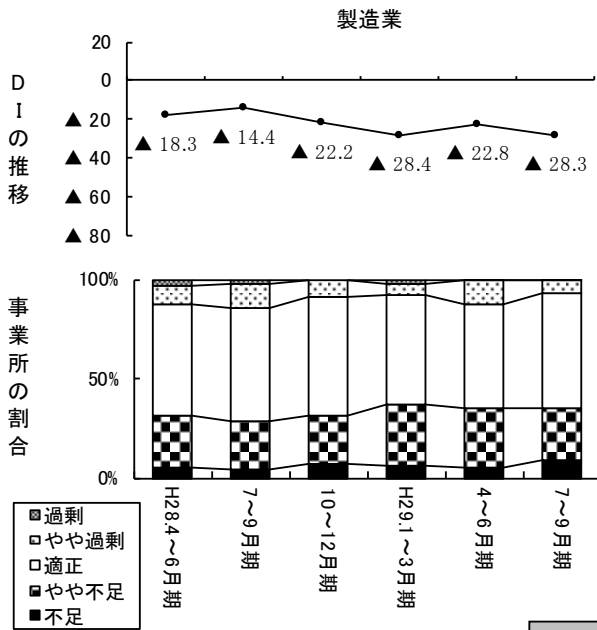 製造業
DIの推移
20
0
▲ 20
▲ 40
▲ 60
▲ 80
▲ 18.3
▲ 14.4
▲ 22.2
▲ 28.4
▲ 22.8
▲ 28.3
事業所の割合
100%
50%
0%
H28.4～6月期
7～9月期
10～12月期
H29.1～3月期
4～6月期
7～9月期
過剰
やや過剰
適正
やや不足
不足